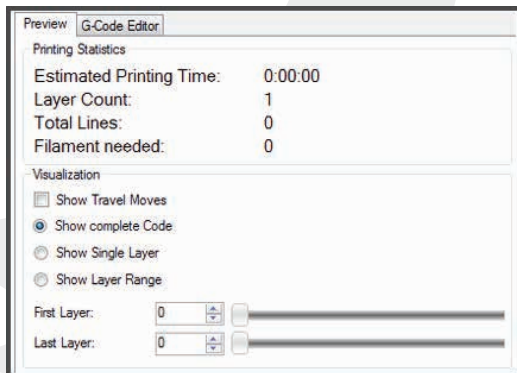 Preview G-Code Editor
Printing Statistics
Estimated Printing Time: 0:00:00
Layer Count: 1
Total Lines: 0
Filament needed: 0
Visualization
Show Travel Moves
Show complete Code
Show Single Layer
Show Layer Range
First Layer: 0
Last Layer: 0